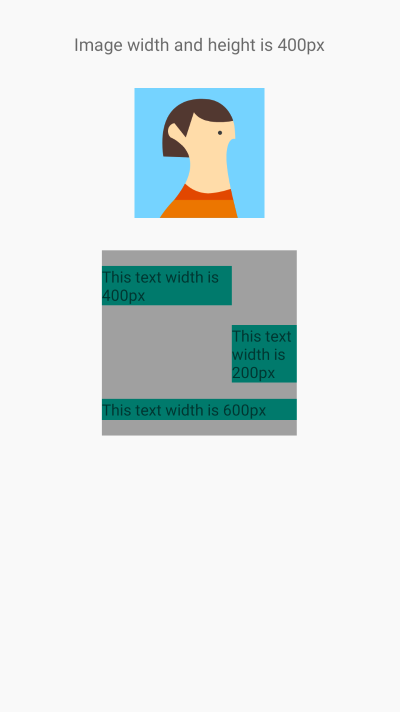 Image width and height is 400px
This text width is
400px
This text
width is
200px
This text width is 600px